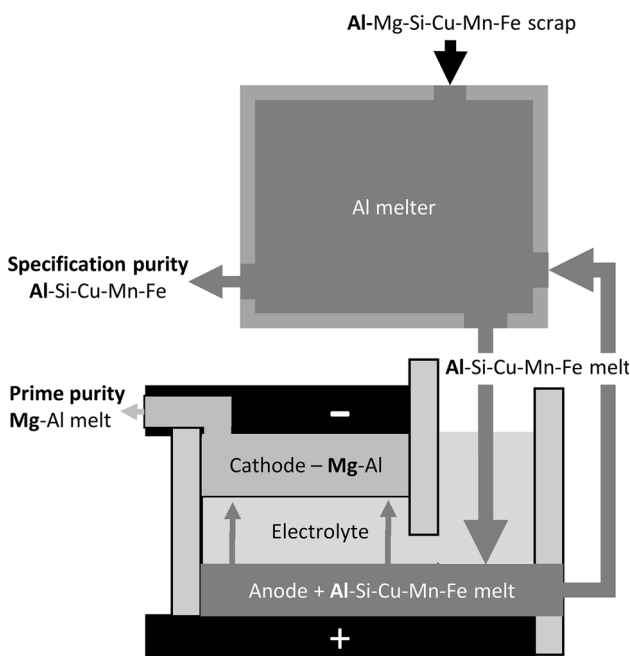 Al-Mg-Si-Cu-Mn-Fe scrap
Al melter
Specification purity
Al-Si-Cu-Mn-Fe
Al-Si-Cu-Mn-Fe melt
Prime purity
Mg-Al melt
-
Cathode – Mg-Al
Electrolyte
Anode + Al-Si-Cu-Mn-Fe melt
+